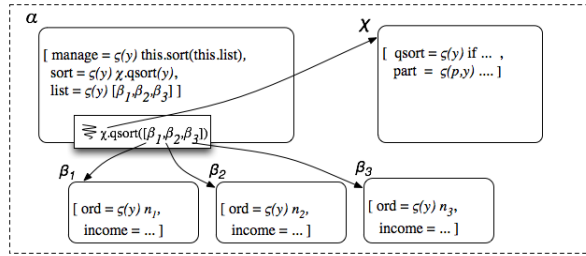 α
χ
[ manage = ς(y) this.sort(this.list),
sort = ς(y) χ.qsort(y),
list = ς(y) [β₁,β₂,β₃] ]
[ qsort = ς(y) if ... ,
part = ς(p,y) .... ]
χ.qsort([β₁,β₂,β₃])
β₁
β₂
β₃
[ ord = ς(y) n₁,
income = ... ]
[ ord = ς(y) n₂,
income = ... ]
[ ord = ς(y) n₃,
income = ... ]